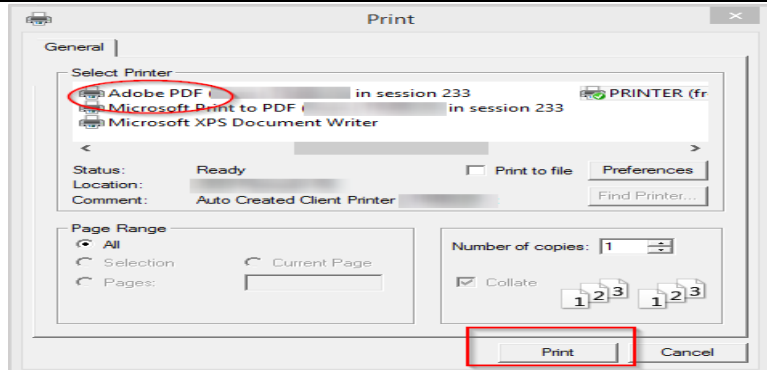 Print
General
Select Printer
Adobe PDF ( in session 233
PRINTER (fr
Microsoft Print to PDF ( in session 233
Microsoft XPS Document Writer
Status: Ready
Print to file
Preferences
Location:
Find Printer...
Comment: Auto Created Client Printer
Page Range
All
Selection
Current Page
Pages:
Number of copies: 1
Collate
1 2 3 1 2 3
Print
Cancel